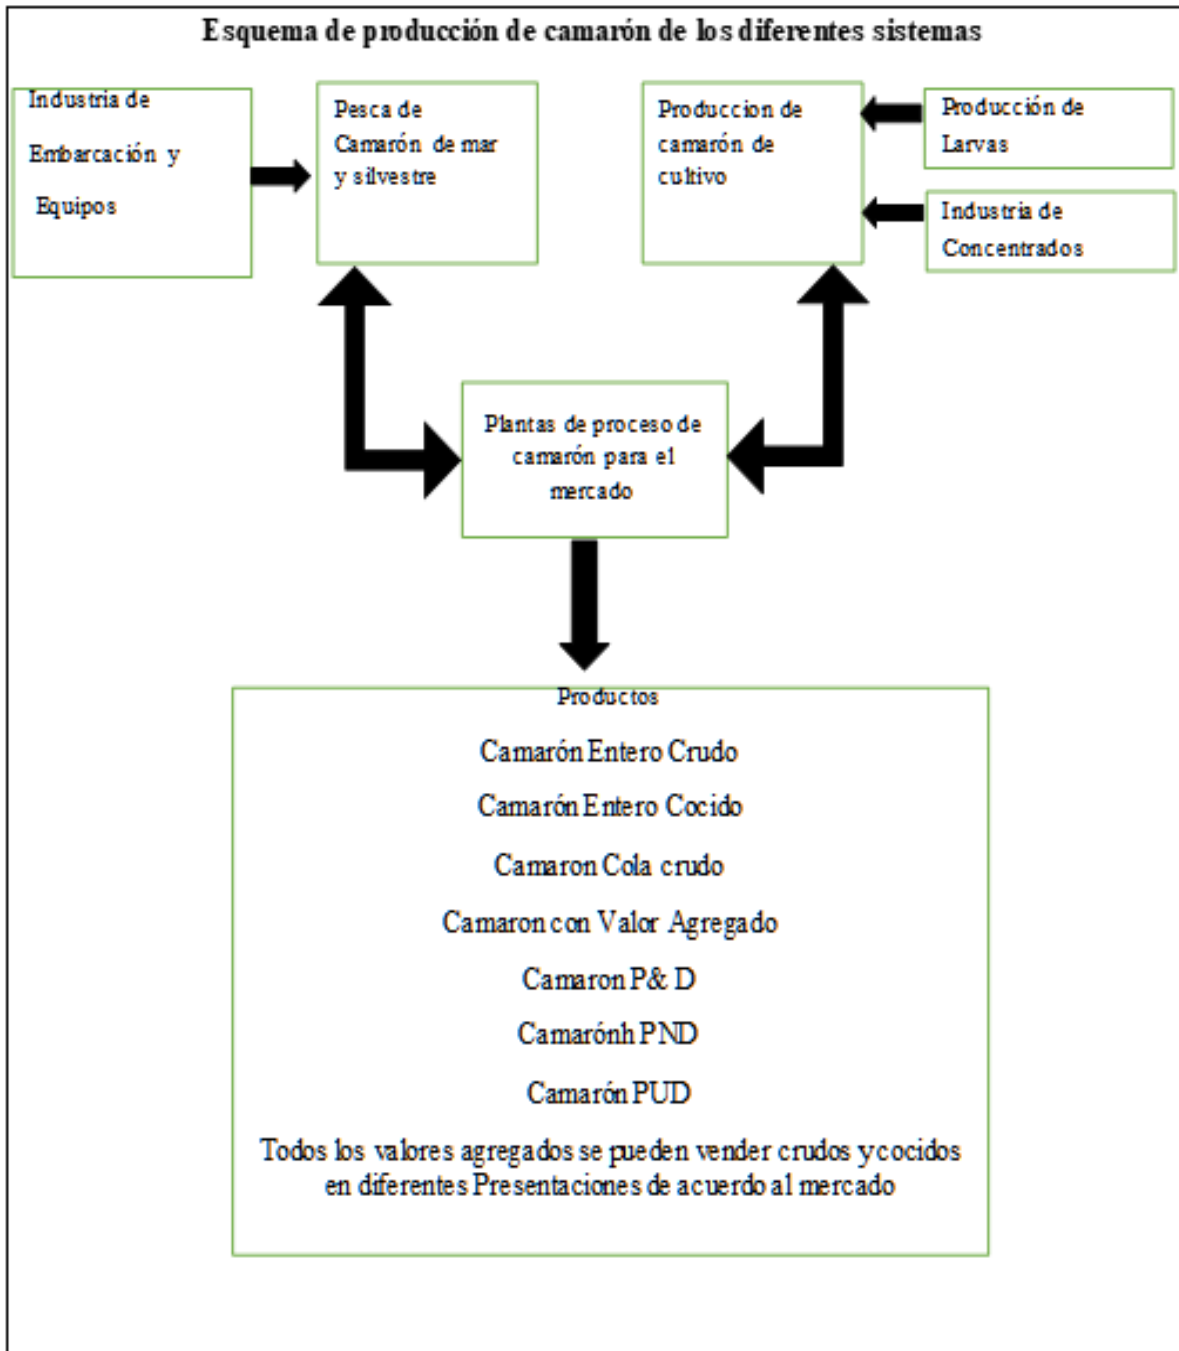 Esquema de producción de camarón de los diferentes sistemas
Industria de
Embarcación y
Equipos
Pesca de
Camarón de mar
y silvestre
Produccion de
camarón de
cultivo
Producción de
Larvas
Industria de
Concentrados
Plantas de proceso de
camarón para el
mercado
Productos
Camarón Entero Crudo
Camarón Entero Cocido
Camaron Cola crudo
Camaron con Valor Agregado
Camaron P& D
Camarónh PND
Camarón PUD
Todos los valores agregados se pueden vender crudos y cocidos
en diferentes Presentaciones de acuerdo al mercado